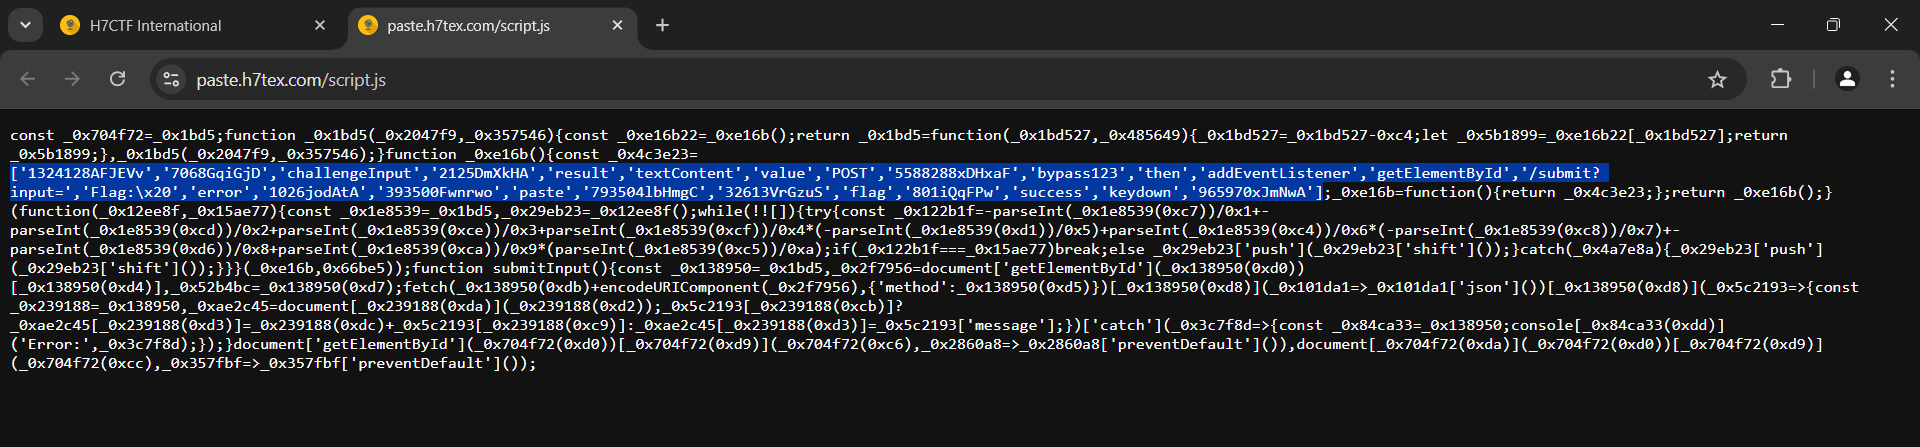 H7CTF International
paste.h7tex.com/script.js
paste.h7tex.com/script.js
const _0x704f72=_0x1bd5;function _0x1bd5(_0x2047f9,_0x357546){const _0xe16b22=_0xe16b();return _0x1bd5=function(_0x1bd527,_0x485649){_0x1bd527=_0x1bd527-0xc4;let _0x5b1899=_0xe16b22[_0x1bd527];return
_0x5b1899;},_0x1bd5(_0x2047f9,_0x357546);}function _0xe16b(){const _0x4c3e23=
['1324128AFJEVv','7068GqiGjD','challengeInput','2125DmXkHA','result','textContent','value','POST','5588288xDHxaF','bypass123','then','addEventListener','getElementById','/submit?
input=','Flag:\x20','error','1026jodAtA','393500Fwnrwo','paste','793504lbHmgC','32613VrGzuS','flag','801iQqFPw','success','keydown','965970xJmNwA'];_0xe16b=function(){return _0x4c3e23;};return _0xe16b();}
(function(_0x12ee8f,_0x15ae77){const _0x1e8539=_0x1bd5,_0x29eb23=_0x12ee8f();while(!![]){try{const _0x122b1f=-parseInt(_0x1e8539(0xc7))/0x1+-
parseInt(_0x1e8539(0xcd))/0x2+parseInt(_0x1e8539(0xce))/0x3+parseInt(_0x1e8539(0xcf))/0x4*(-parseInt(_0x1e8539(0xd1))/0x5)+parseInt(_0x1e8539(0xc4))/0x6*(-parseInt(_0x1e8539(0xc8))/0x7)+-
parseInt(_0x1e8539(0xd6))/0x8+parseInt(_0x1e8539(0xca))/0x9*(parseInt(_0x1e8539(0xc5))/0xa);if(_0x122b1f===_0x15ae77)break;else _0x29eb23['push'](_0x29eb23['shift']());}catch(_0x4a7e8a){_0x29eb23['push']
(_0x29eb23['shift']());}}}(_0xe16b,0x66be5));function submitInput(){const _0x138950=_0x1bd5,_0x2f7956=document['getElementById'](_0x138950(0xd0))
[_0x138950(0xd4)],_0x52b4bc=_0x138950(0xd7);fetch(_0x138950(0xdb)+encodeURIComponent(_0x2f7956),{'method':_0x138950(0xd5)})[_0x138950(0xd8)](_0x101da1=>_0x101da1['json']())[_0x138950(0xd8)](_0x5c2193=>{const
_0x239188=_0x138950,_0xae2c45=document[_0x239188(0xda)](_0x239188(0xd2));_0x5c2193[_0x239188(0xcb)]?
_0xae2c45[_0x239188(0xd3)]=_0x239188(0xdc)+_0x5c2193[_0x239188(0xc9)]:_0xae2c45[_0x239188(0xd3)]=_0x5c2193['message'];})['catch'](_0x3c7f8d=>{const _0x84ca33=_0x138950;console[_0x84ca33(0xdd)]
('Error:',_0x3c7f8d);});}document['getElementById'](_0x704f72(0xd0))[_0x704f72(0xd9)](_0x704f72(0xc6),_0x2860a8=>_0x2860a8['preventDefault']()),document[_0x704f72(0xda)](_0x704f72(0xd0))[_0x704f72(0xd9)]
(_0x704f72(0xcc),_0x357fbf=>_0x357fbf['preventDefault']());